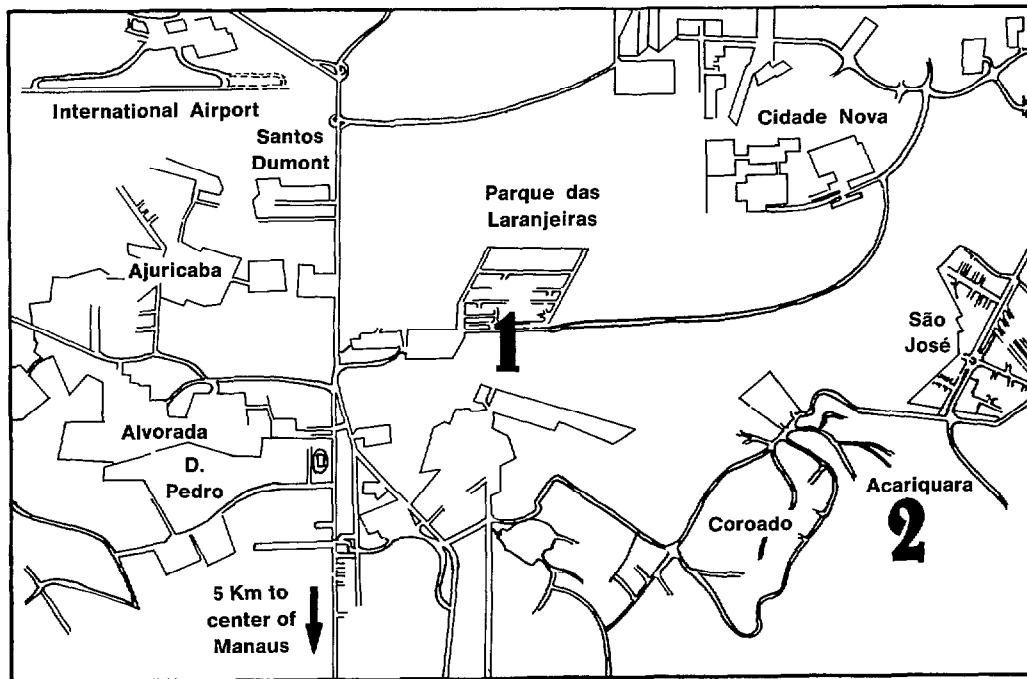 International Airport
Santos
Dumont
Cidade Nova
Parque das
Laranjeiras
Ajuricaba
1
São
José
Alvorada
D.
Pedro
Acariquara
2
Coroado
5 Km to
center of
Manaus